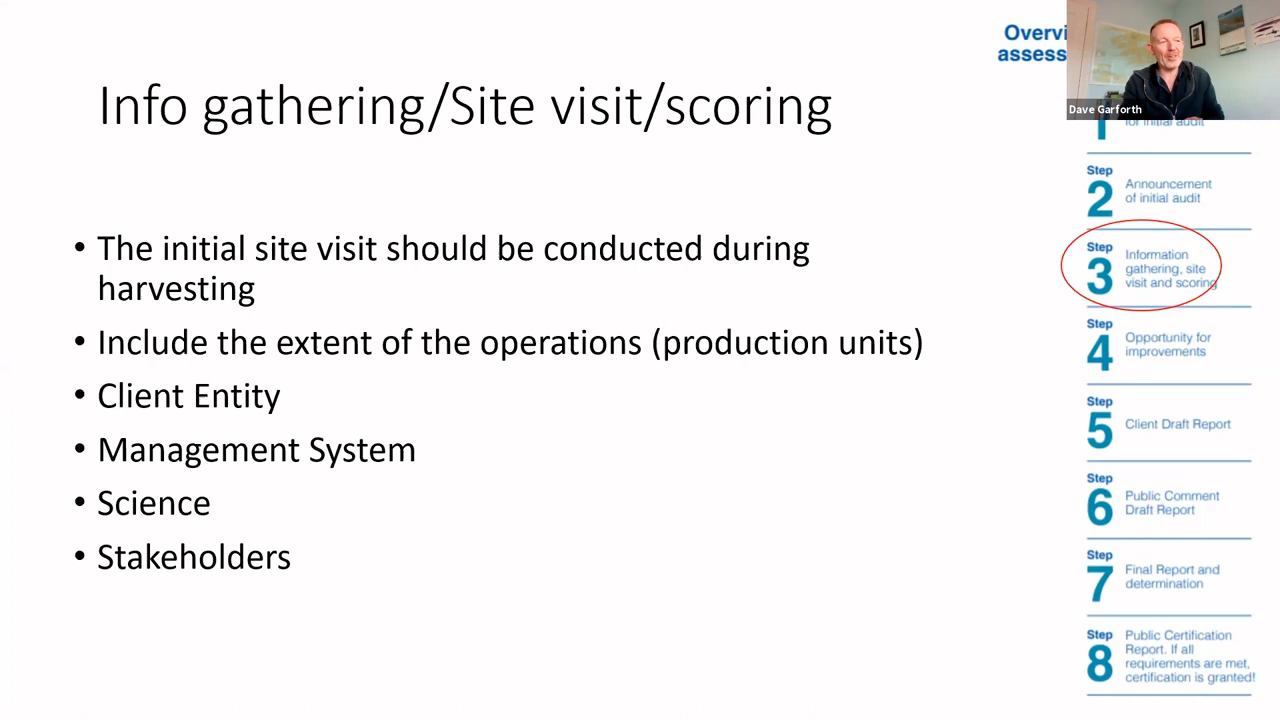 Info gathering/Site visit/scoring
• The initial site visit should be conducted during
harvesting
• Include the extent of the operations (production units)
• Client Entity
• Management System
• Science
• Stakeholders
Dave Garforth
1
for initial audit
Step
2
Announcement
of initial audit
Step
3
Information
gathering, site
visit and scoring
Step
4
Opportunity for
improvements
Step
5
Client Draft Report
Step
6
Public Comment
Draft Report
Step
7
Final Report and
determination
Step
8
Public Certification
Report. If all
requirements are met,
certification is granted!